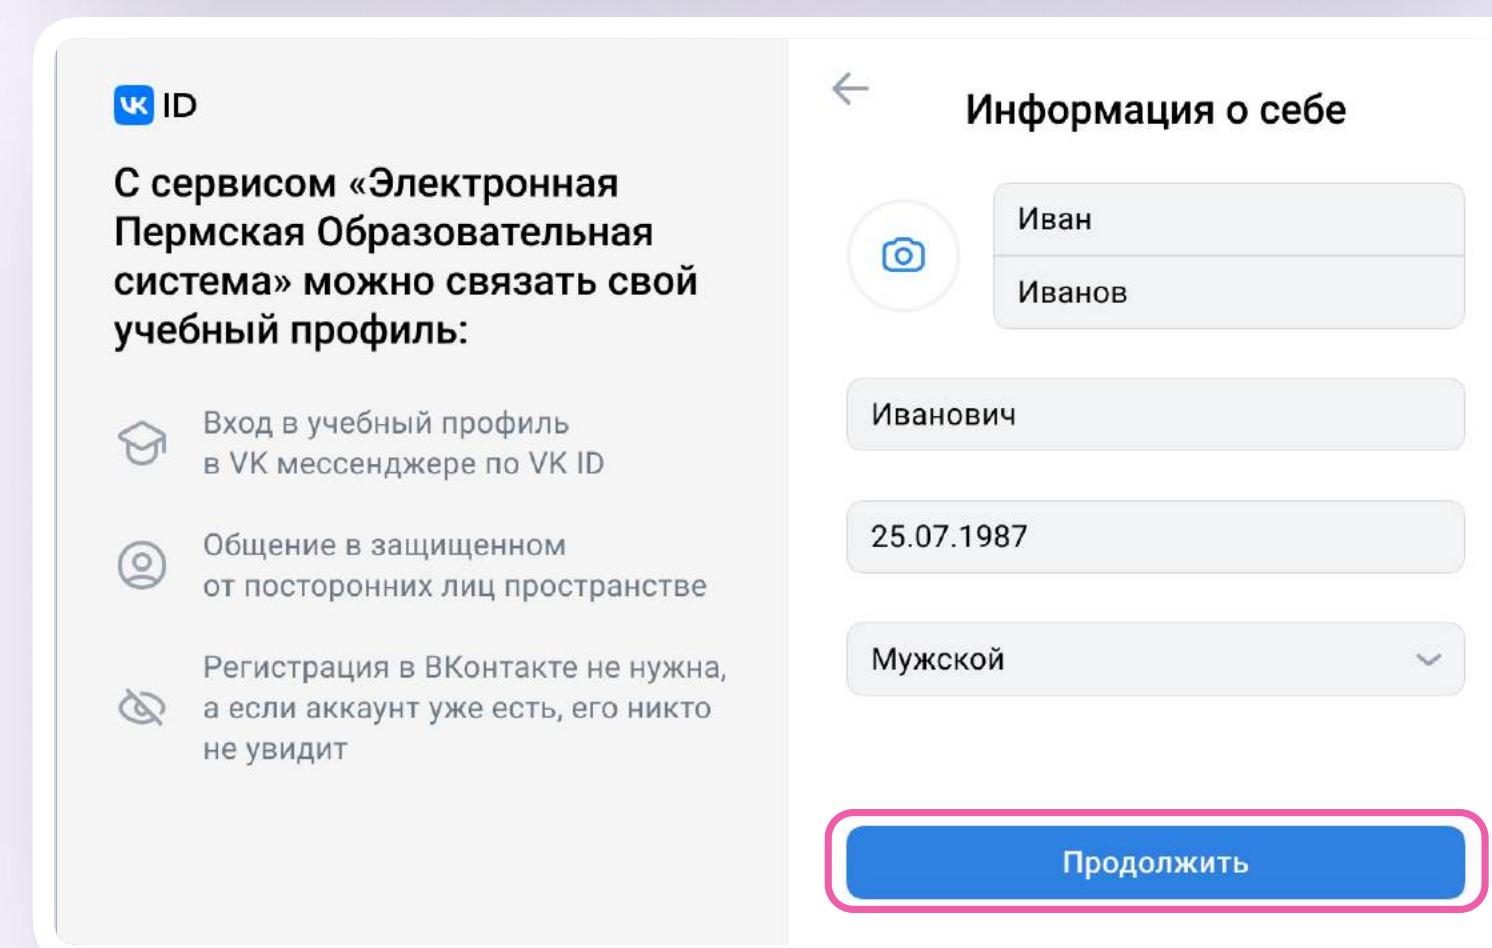 VK ID
С сервисом «Электронная
Пермская Образовательная
система» можно связать свой
учебный профиль:
Вход в учебный профиль
в VK мессенджере по VK ID
Общение в защищенном
от посторонних лиц пространстве
Регистрация в ВКонтакте не нужна,
а если аккаунт уже есть, его никто
не увидит
Информация о себе
Иван
Иванов
Иванович
25.07.1987
Мужской
Продолжить